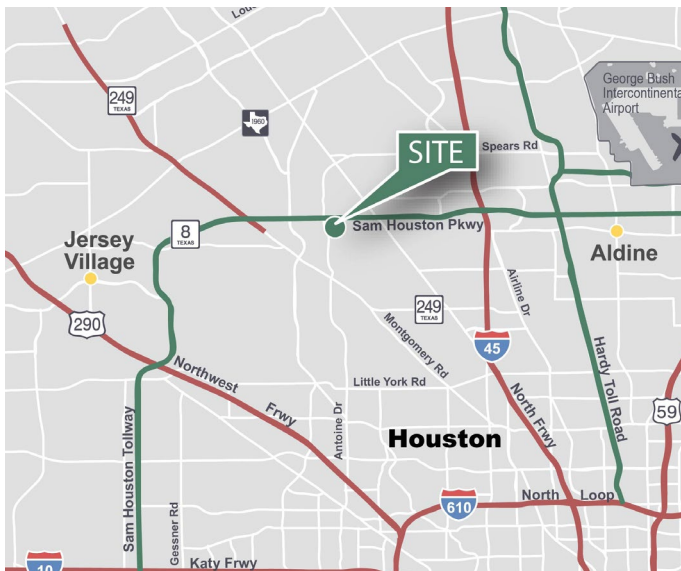 Lou
249
TEXAS
1960
George Bush
Intercontinenta
Airport
SITE
Spears Rd
8
TEXAS
Sam Houston Pkwy
Jersey
Village
Aldine
290
249
TEXAS
Airline Dr
Montgomery Rd
45
Northwest
Frwy
Little York Rd
Hardy Toll Road
59
North Frwy
Antoine Dr
Houston
Sam Houston Tollway
Gessner Rd
610
North Loop
Katy Frwy
10